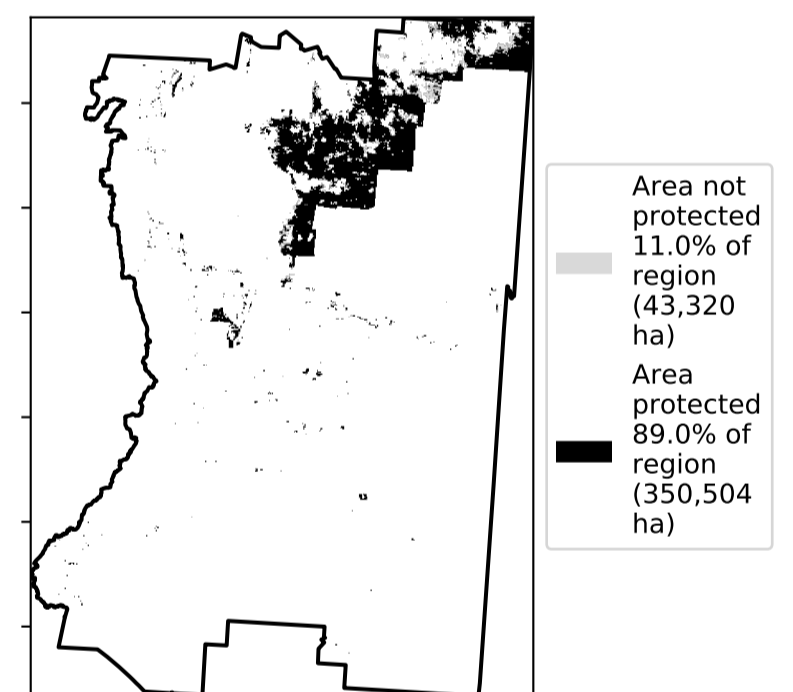 Area not
protected
11.0% of
region
(43,320
ha)
Area
protected
89.0% of
region
(350,504
ha)